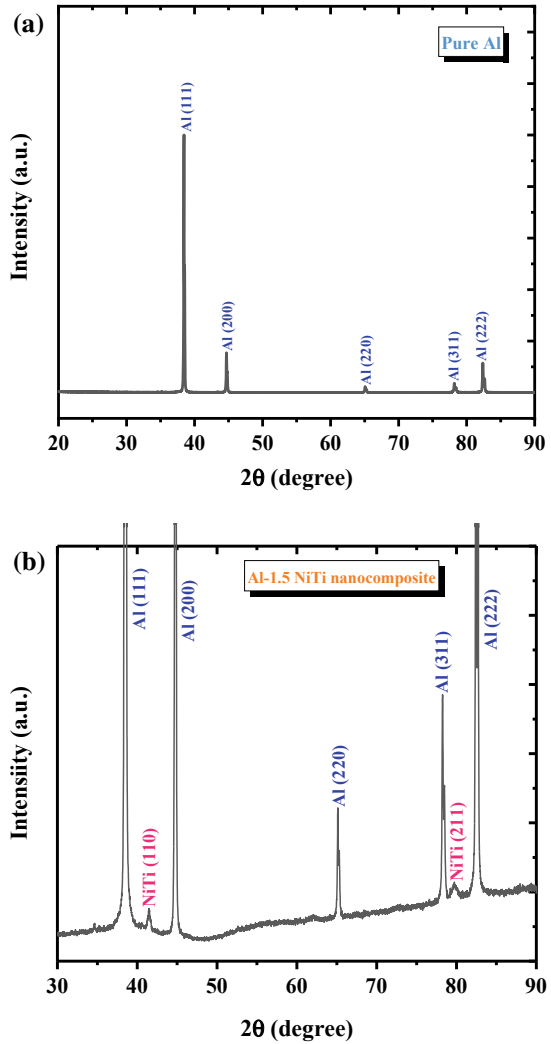 (a)
Pure Al
Al (111)
Al (200)
Al (220)
Al (311)
Al (222)
Intensity (a.u.)
20 30 40 50 60 70 80 90
2θ (degree)
(b)
Al-1.5 NiTi nanocomposite
Al (111)
NiTi (110)
Al (200)
Al (220)
Al (311)
NiTi (211)
Al (222)
Intensiity (a.u.)
30 40 50 60 70 80 90
2θ (degree)